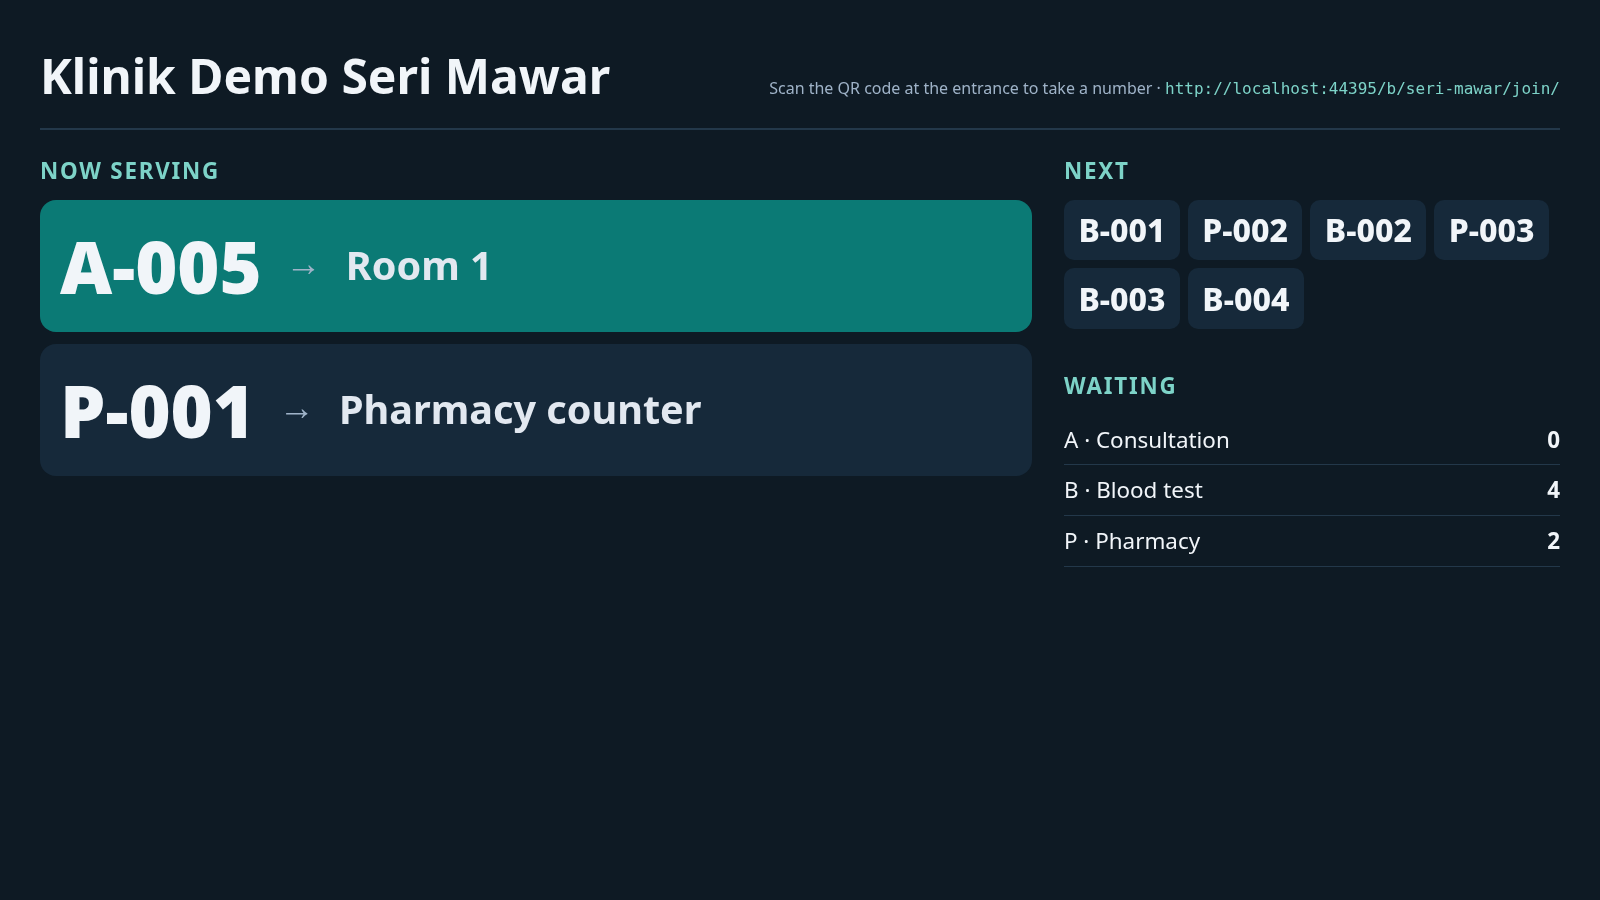 Klinik Demo Seri Mawar
Scan the QR code at the entrance to take a number · http://localhost:44395/b/seri-mawar/join/
NOW SERVING
A-005 → Room 1
P-001 → Pharmacy counter
NEXT
B-001 P-002 B-002 P-003
B-003 B-004
WAITING
A · Consultation 0
B · Blood test 4
P · Pharmacy 2